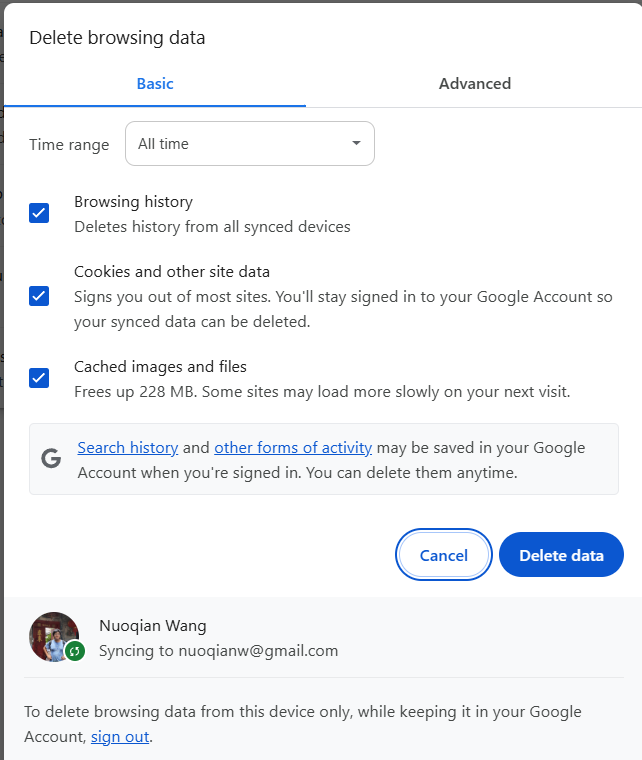 Delete browsing data
Basic
Advanced
Time range
All time
Browsing history
Deletes history from all synced devices
Cookies and other site data
Signs you out of most sites. You'll stay signed in to your Google Account so
your synced data can be deleted.
Cached images and files
Frees up 228 MB. Some sites may load more slowly on your next visit.
G
Search history and other forms of activity may be saved in your Google
Account when you're signed in. You can delete them anytime.
Cancel
Delete data
Nuoqian Wang
Syncing to nuoqianw@gmail.com
To delete browsing data from this device only, while keeping it in your Google
Account, sign out.